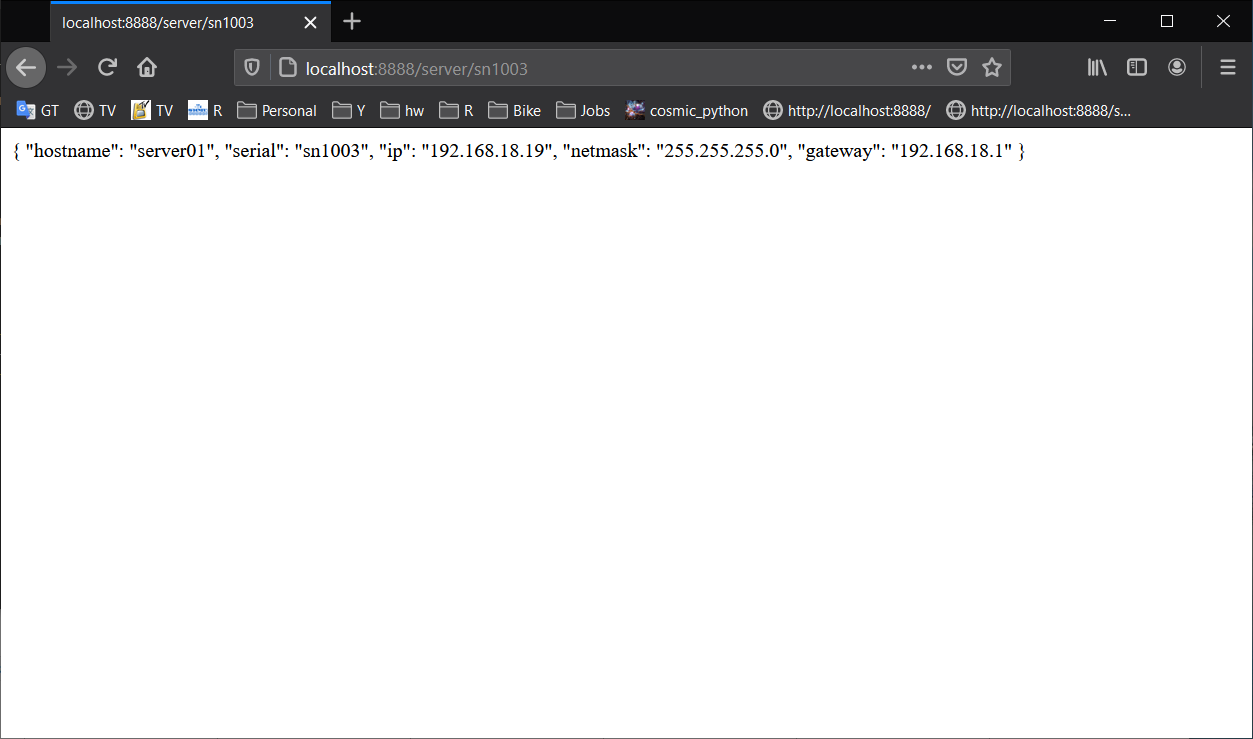 localhost:8888/server/sn1003
localhost:8888/server/sn1003
GT TV TV R Personal Y hw R Bike Jobs cosmic_python http://localhost:8888/ http://localhost:8888/s...
{ "hostname": "server01", "serial": "sn1003", "ip": "192.168.18.19", "netmask": "255.255.255.0", "gateway": "192.168.18.1" }